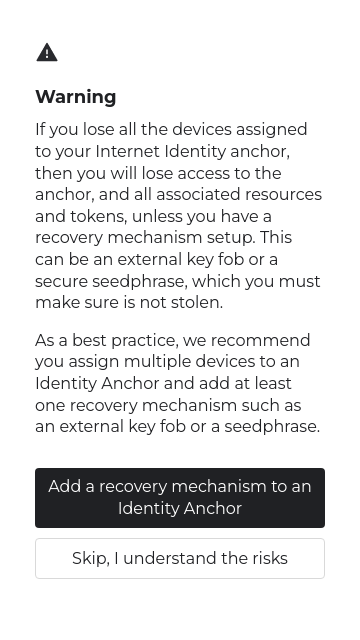 Warning
If you lose all the devices assigned
to your Internet Identity anchor,
then you will lose access to the
anchor, and all associated resources
and tokens, unless you have a
recovery mechanism setup. This
can be an external key fob or a
secure seedphrase, which you must
make sure is not stolen.
As a best practice, we recommend
you assign multiple devices to an
Identity Anchor and add at least
one recovery mechanism such as
an external key fob or a seedphrase.
Add a recovery mechanism to an
Identity Anchor
Skip, I understand the risks